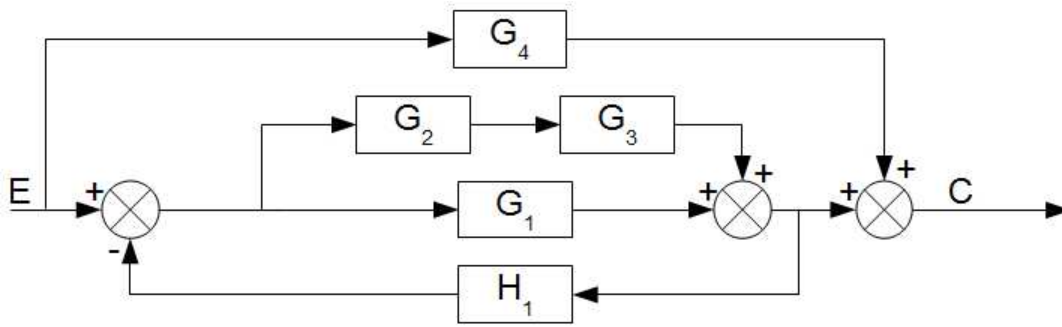 G₄
G₂ G₃
E + + + + + C
G₁
-
H₁